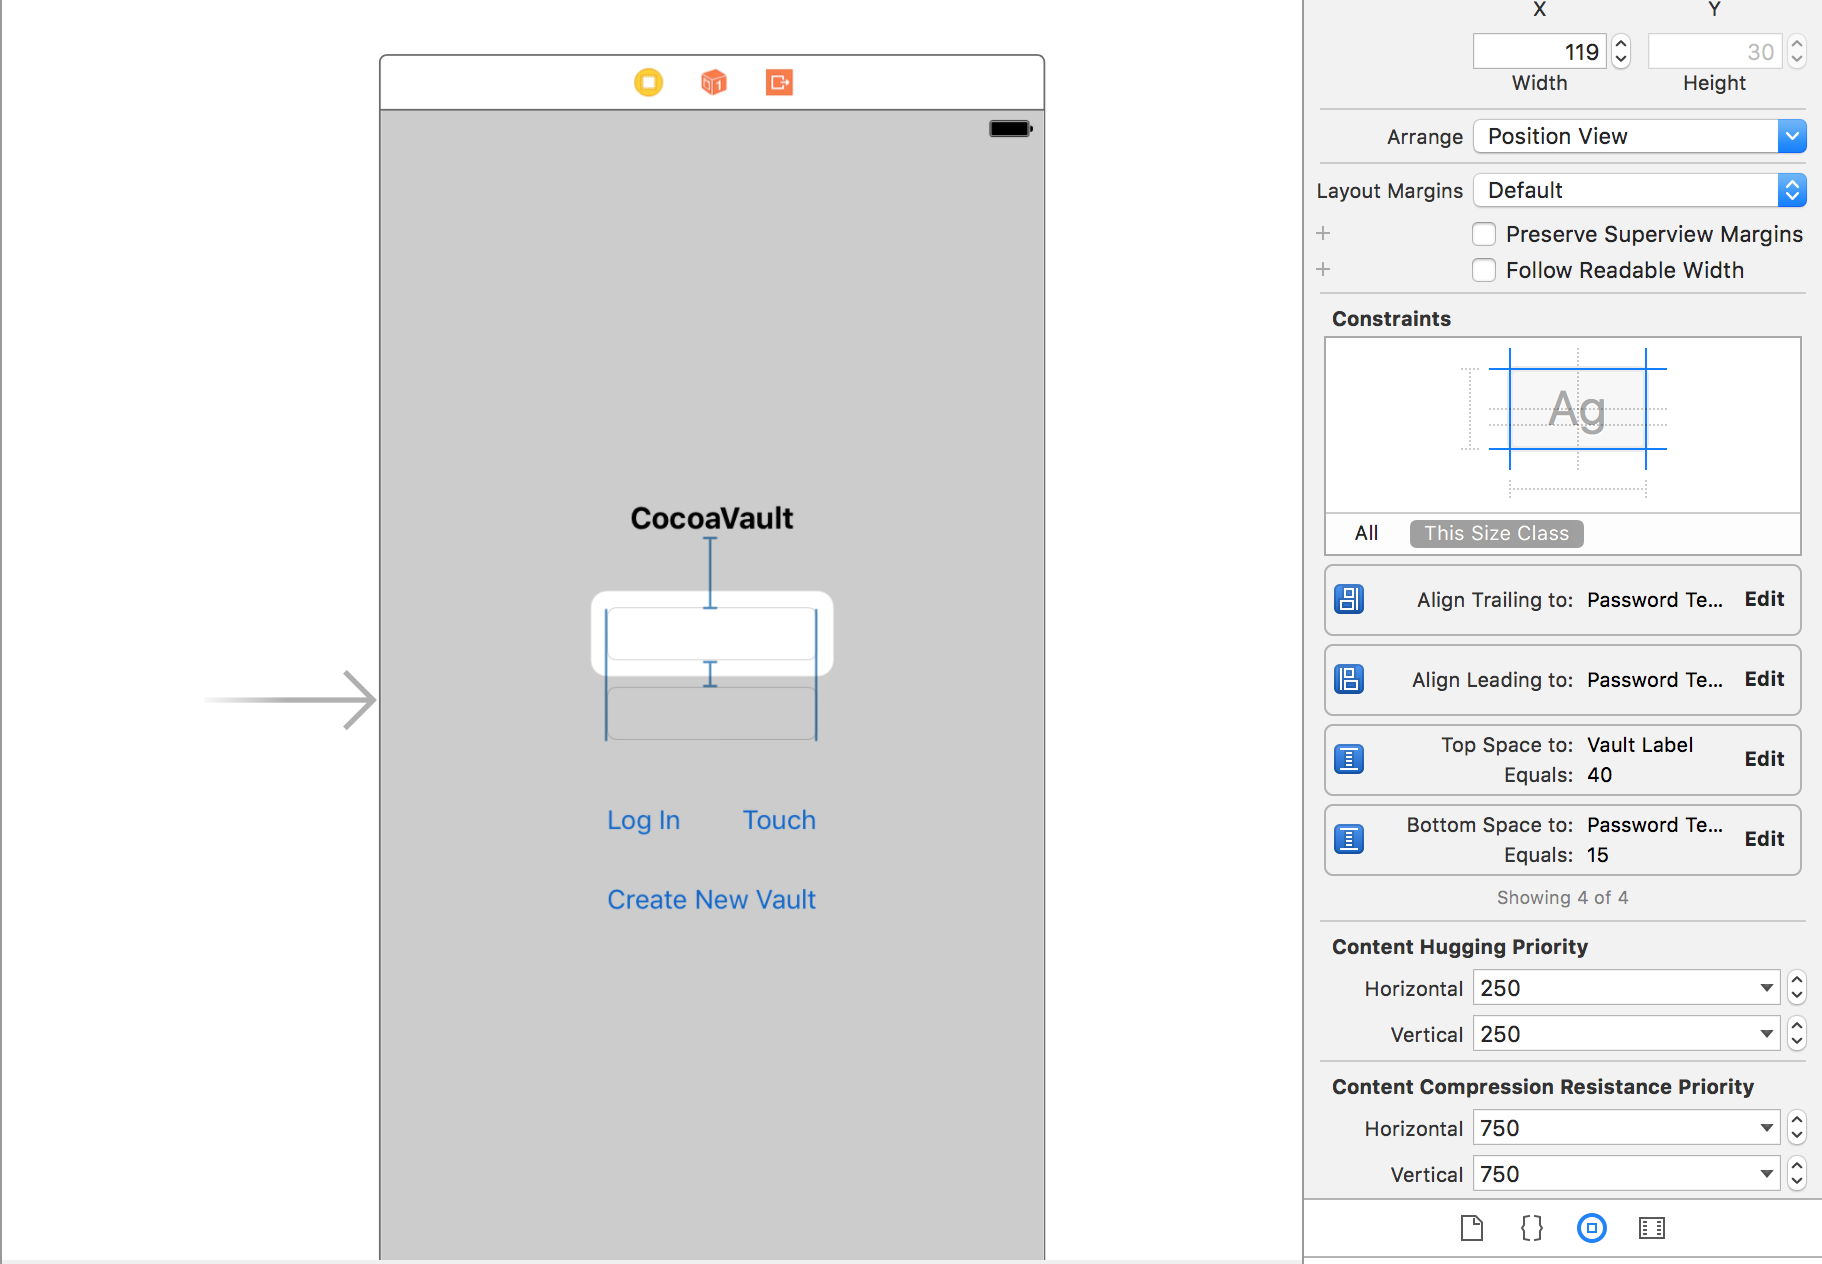 CocoaVault
Log In
Touch
Create New Vault
X
Y
119
30
Width
Height
Arrange
Position View
Layout Margins
Default
+
Preserve Superview Margins
+
Follow Readable Width
Constraints
Ag
All
This Size Class
Align Trailing to: Password Te... Edit
Align Leading to: Password Te... Edit
Top Space to: Vault Label
Equals: 40
Edit
Bottom Space to: Password Te...
Equals: 15
Edit
Showing 4 of 4
Content Hugging Priority
Horizontal 250
Vertical 250
Content Compression Resistance Priority
Horizontal 750
Vertical 750